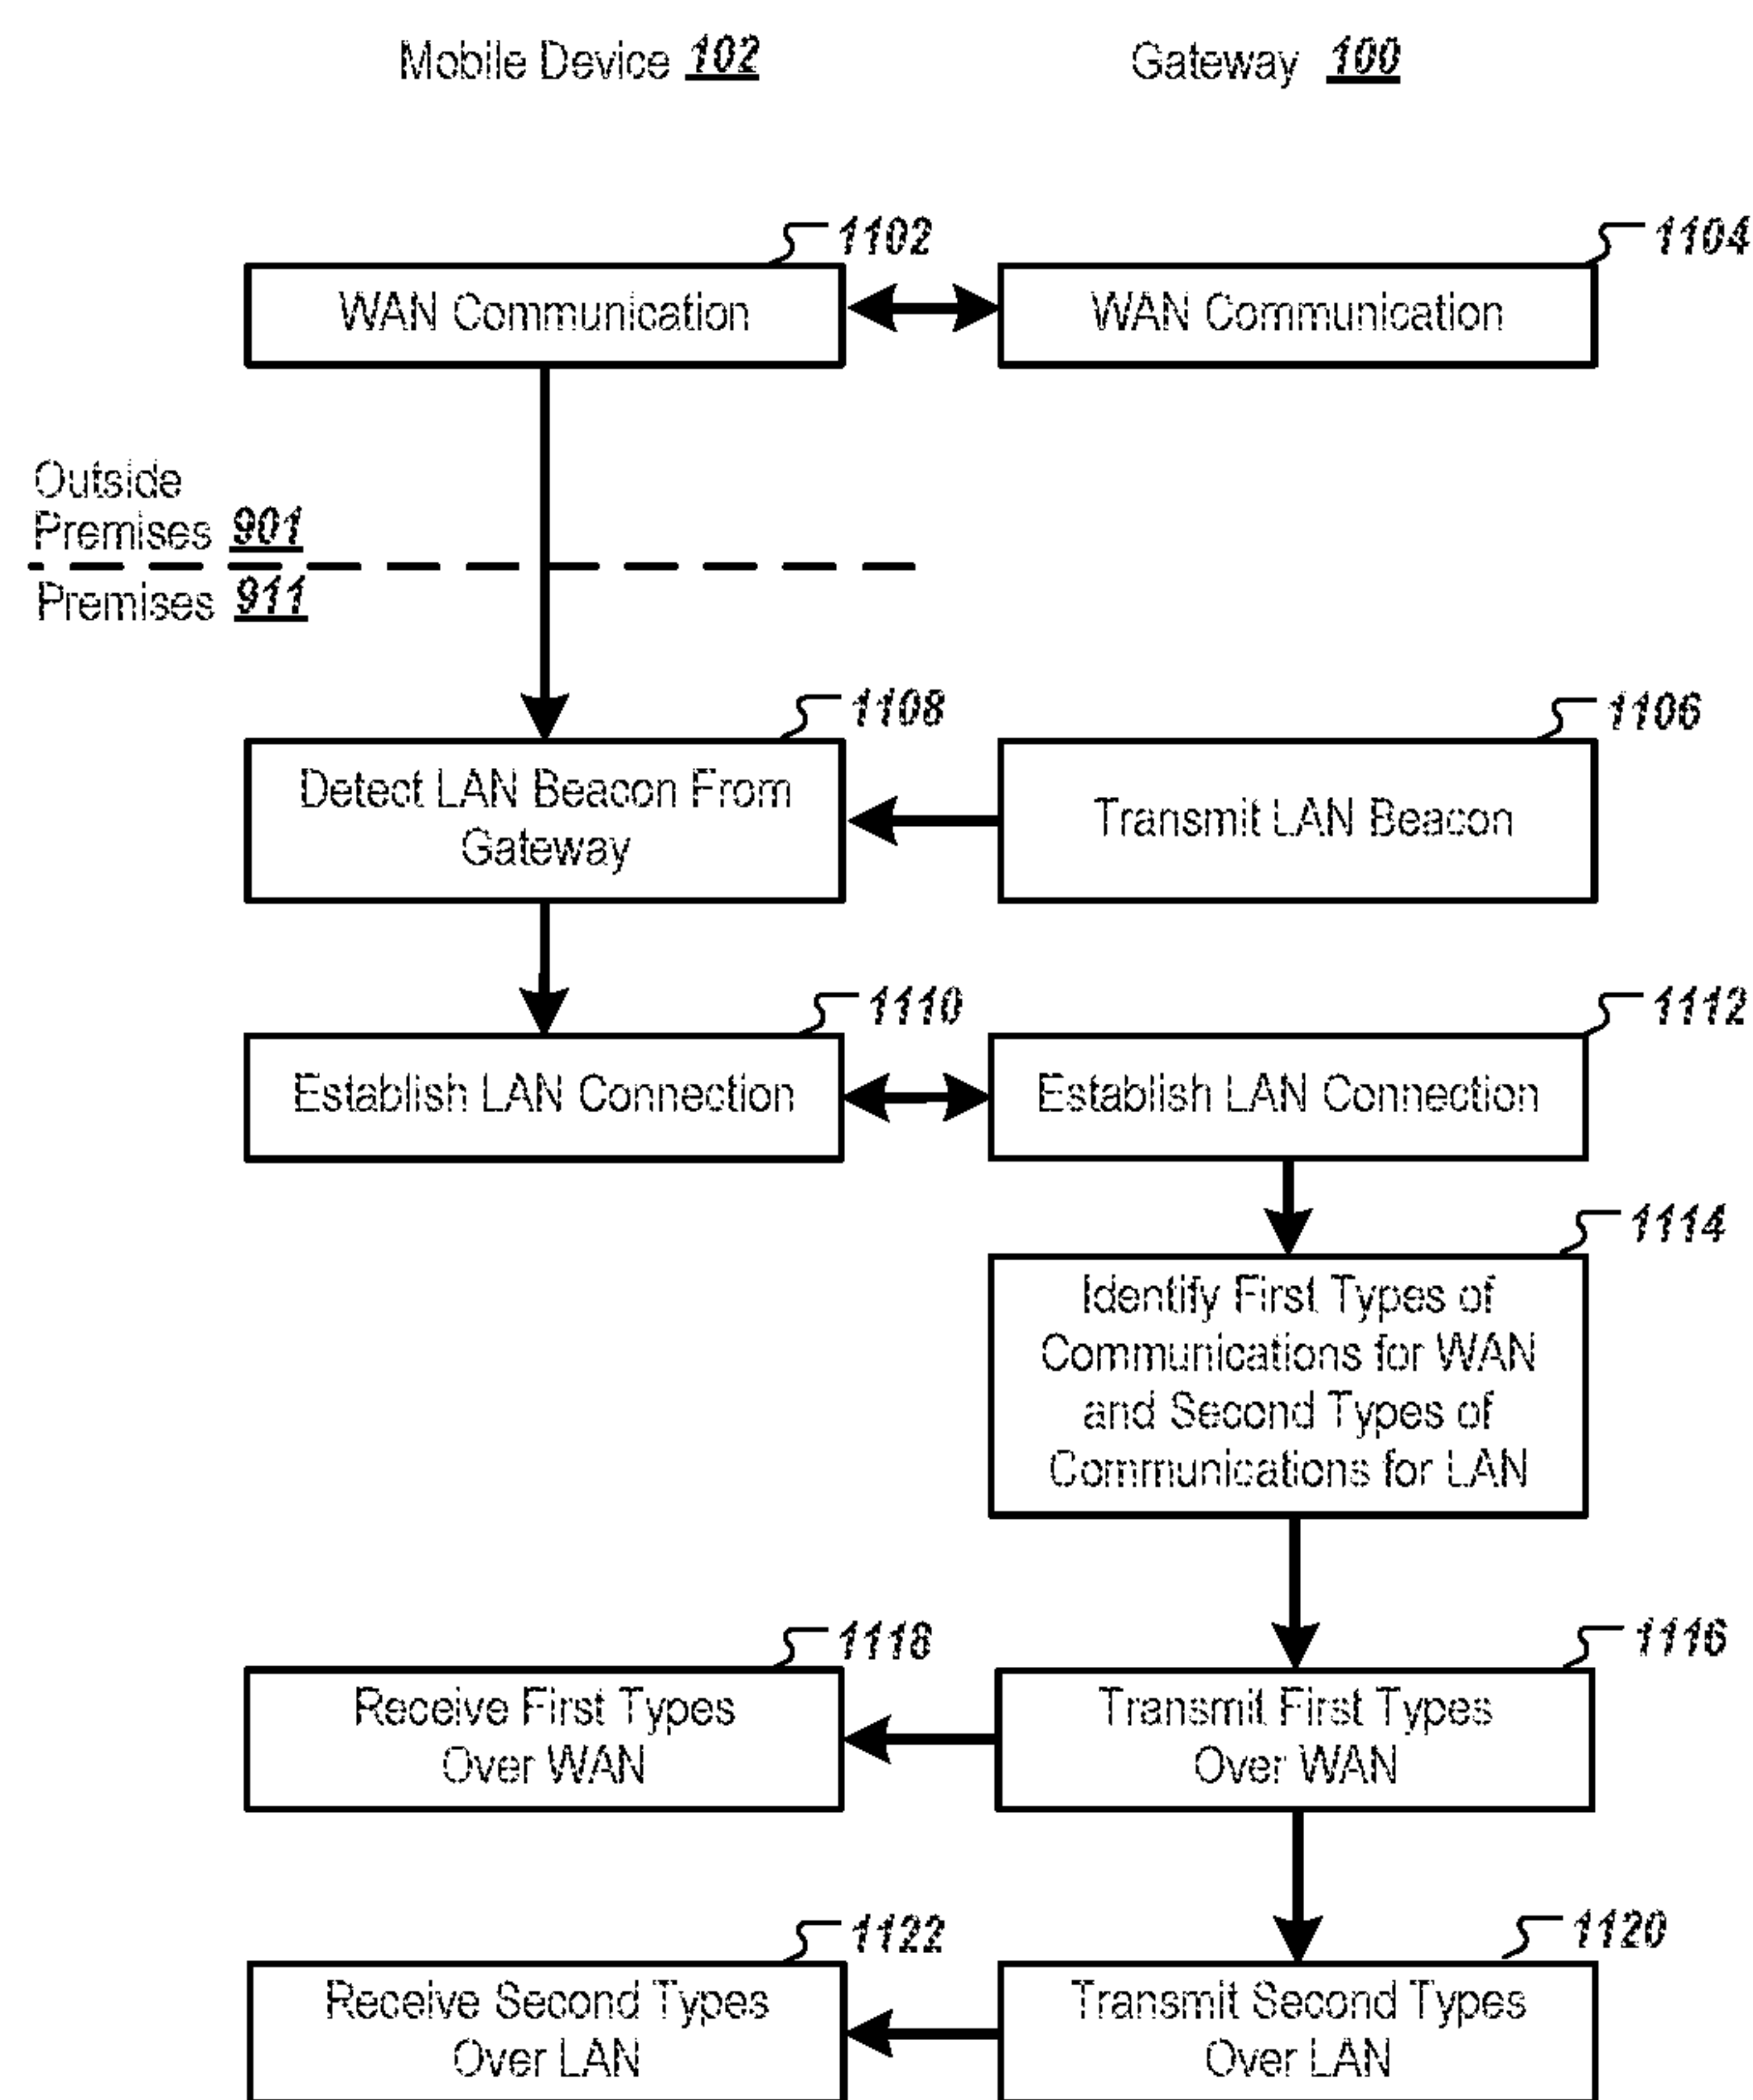 Mobile Device 102
Gateway 100
1102
1104
WAN Communication
WAN Communication
Outside
Premises 901
Premises 911
1108
1106
Detect LAN Beacon From
Gateway
Transmit LAN Beacon
1110
1112
Establish LAN Connection
Establish LAN Connection
1114
Identify First Types of
Communications for WAN
and Second Types of
Communications for LAN
1118
1116
Receive First Types
Over WAN
Transmit First Types
Over WAN
1122
1120
Receive Second Types
Over LAN
Transmit Second Types
Over LAN